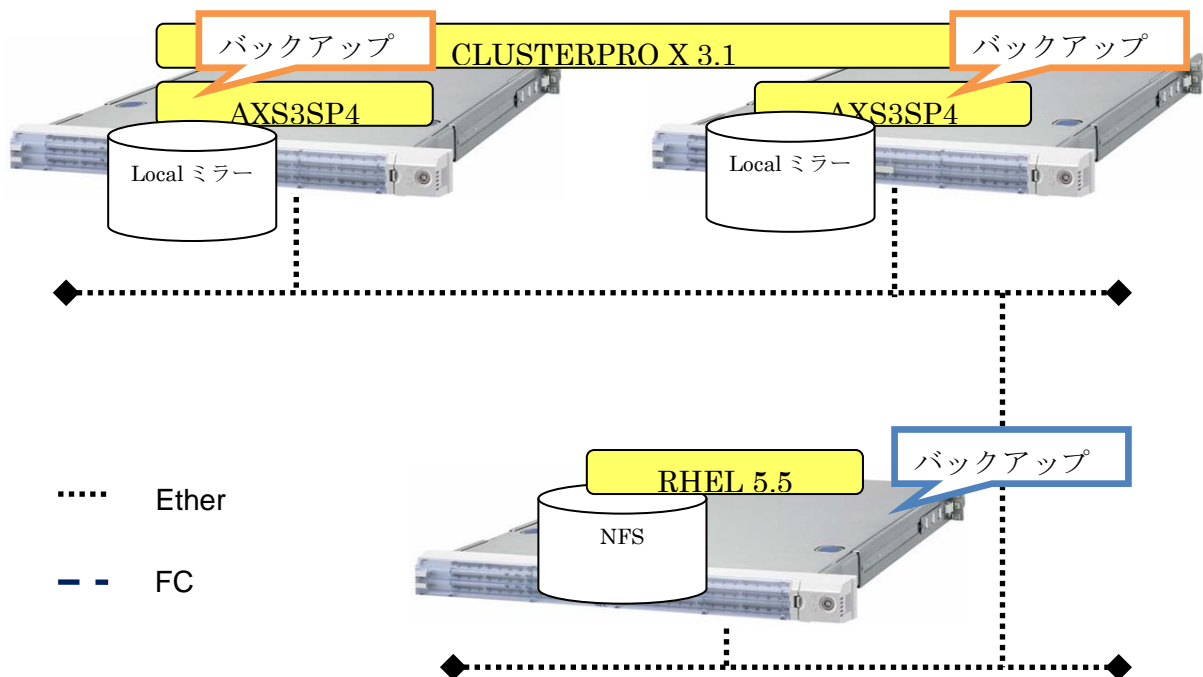 バックアップ
バックアップ
CLUSTERPRO X 3.1
AXS3SP4
AXS3SP4
Local ミラー
Local ミラー
バックアップ
RHEL 5.5
NFS
Ether
FC